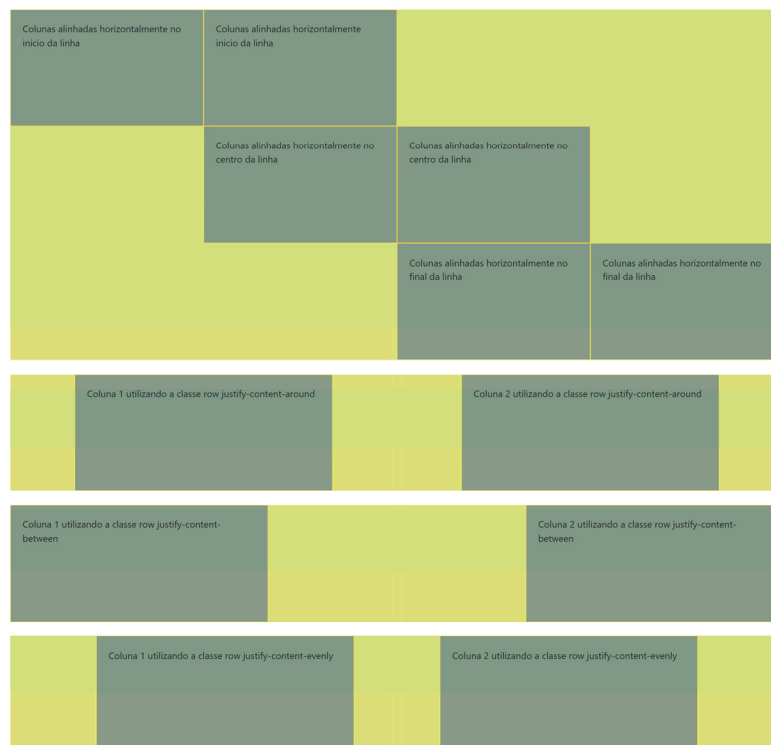 Colunas alinhadas horizontalmente no
inicio da linha
Colunas alinhadas horizontalmente
inicio da linha
Colunas alinhadas horizontalmente no
centro da linha
Colunas alinhadas horizontalmente no
centro da linha
Colunas alinhadas horizontalmente no
final da linha
Colunas alinhadas horizontalmente no
final da linha
Coluna 1 utilizando a classe row justify-content-around
Coluna 2 utilizando a classe row justify-content-around
Coluna 1 utilizando a classe row justify-content-
between
Coluna 2 utilizando a classe row justify-content-
between
Coluna 1 utilizando a classe row justify-content-evenly
Coluna 2 utilizando a classe row justify-content-evenly